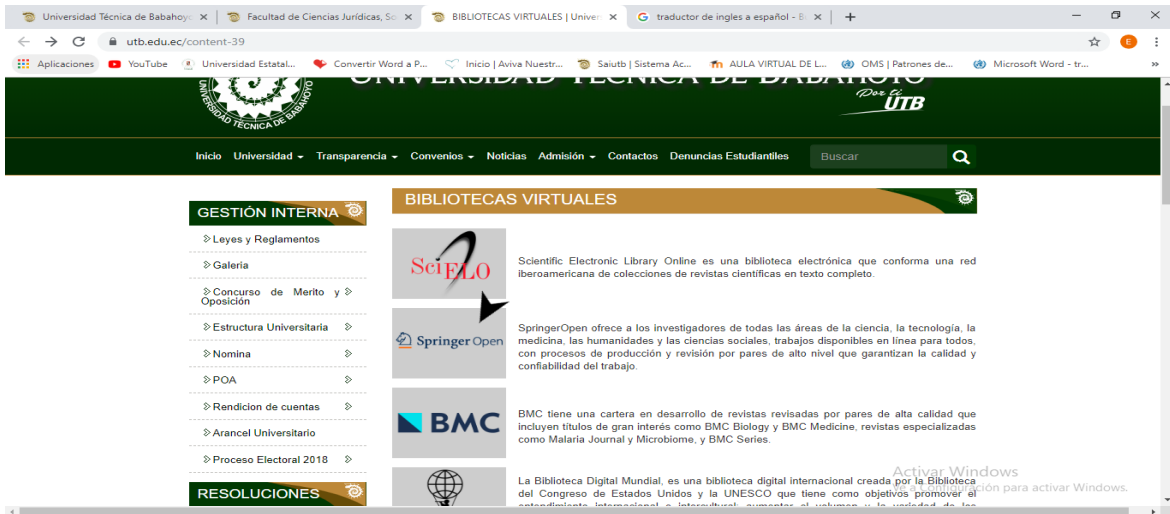 Universidad Técnica de Babahoyo
Facultad de Ciencias Jurídicas, So
BIBLIOTECAS VIRTUALES | Univer
traductor de ingles a español - B
utb.edu.ec/content-39
E
Aplicaciones
YouTube
Universidad Estatal...
Convertir Word a P...
Inicio | Aviva Nuestr...
Saiutb | Sistema Ac...
AULA VIRTUAL DE L...
OMS | Patrones de...
Microsoft Word - tr...
UNIVERSIDAD TÉCNICA DE BABAHOYO
UNIVERSIDAD TÉCNICA DE BABAHOYO
Por ti
UTB
Inicio Universidad Transparencia Convenios Noticias Admisión Contactos Denuncias Estudiantiles Buscar
GESTIÓN INTERNA
Leyes y Reglamentos
Galeria
Concurso de Merito y
Oposición
Estructura Universitaria
Nomina
POA
Rendicion de cuentas
Arancel Universitario
Proceso Electoral 2018
RESOLUCIONES
BIBLIOTECAS VIRTUALES
SciELO
Scientific Electronic Library Online es una biblioteca electrónica que conforma una red
iberoamericana de colecciones de revistas científicas en texto completo.
Springer Open
SpringerOpen ofrece a los investigadores de todas las áreas de la ciencia, la tecnología, la
medicina, las humanidades y las ciencias sociales, trabajos disponibles en línea para todos,
con procesos de producción y revisión por pares de alto nivel que garantizan la calidad y
confiabilidad del trabajo.
BMC
BMC tiene una cartera en desarrollo de revistas revisadas por pares de alta calidad que
incluyen títulos de gran interés como BMC Biology y BMC Medicine, revistas especializadas
como Malaria Journal y Microbiome, y BMC Series.
La Biblioteca Digital Mundial, es una biblioteca digital internacional creada por la Biblioteca
del Congreso de Estados Unidos y la UNESCO que tiene como objetivos promover el
entendimiento internacional e intercultural; aumentar el volumen y la variedad de los
Activar Windows
Ve a Configuración para activar Windows.